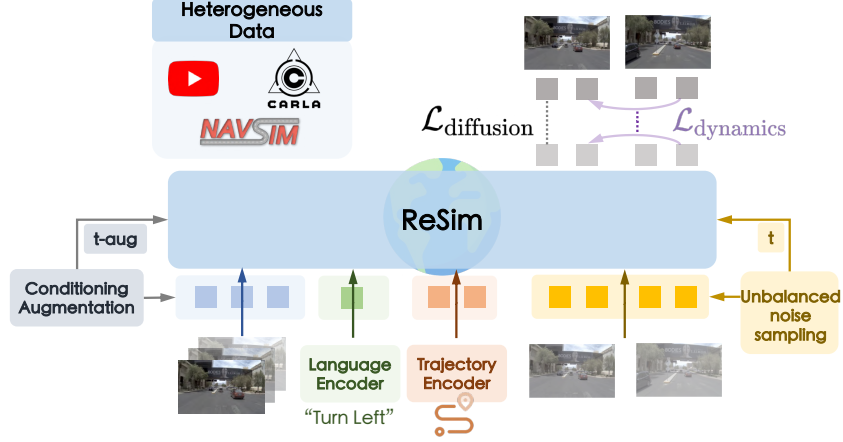 Heterogeneous
Data
CARLA
NAVSIM
ℒdiffusion
ℒdynamics
ReSim
t-aug
t
Conditioning
Augmentation
Unbalanced
noise
sampling
Language
Encoder
Trajectory
Encoder
“Turn Left”